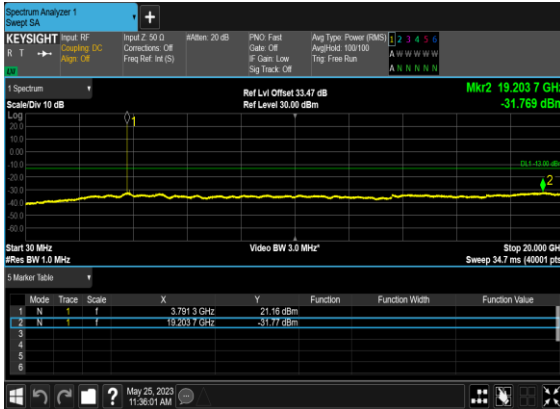 Spectrum Analyzer 1
Swept SA
+
KEYSIGHT Input: RF Input Z: 50 Ω #Atten: 20 dB PNO: Fast Avg Type: Power (RMS) 1 2 3 4 5 6
R T Coupling: DC Corrections: Off Gate: Off Avg|Hold: 100/100 A W W W W W
Align: Off Freq Ref: Int (S) IF Gain: Low Trig: Free Run
Sig Track: Off A N N N N N
1 Spectrum Ref Lvl Offset 33.47 dB Mkr2 19.203 7 GHz
Scale/Div 10 dB Ref Level 30.00 dBm -31.769 dBm
Log
1
20.0
10.0
0.00
-10.0 DL1 -13.00 dBm
-20.0 2
-30.0
-40.0
-50.0
-60.0
Start 30 MHz Video BW 3.0 MHz* Stop 20.000 GH
#Res BW 1.0 MHz Sweep 34.7 ms (40001 pts
5 Marker Table
Mode Trace Scale X Y Function Function Width Function Value
1 N 1 f 3.791 3 GHz 21.16 dBm
2 N 1 f 19.203 7 GHz -31.77 dBm
3
4
5
6
? May 25, 2023
11:36:01 AM